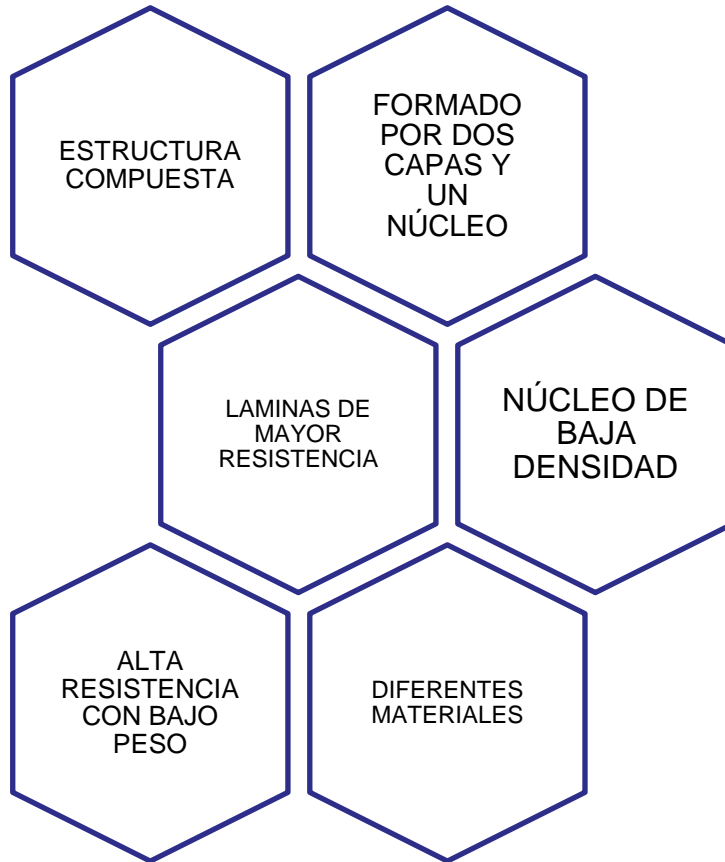 ESTRUCTURA
COMPUESTA
FORMADO
POR DOS
CAPAS Y
UN
NÚCLEO
LAMINAS DE
MAYOR
RESISTENCIA
NÚCLEO DE
BAJA
DENSIDAD
ALTA
RESISTENCIA
CON BAJO
PESO
DIFERENTES
MATERIALES